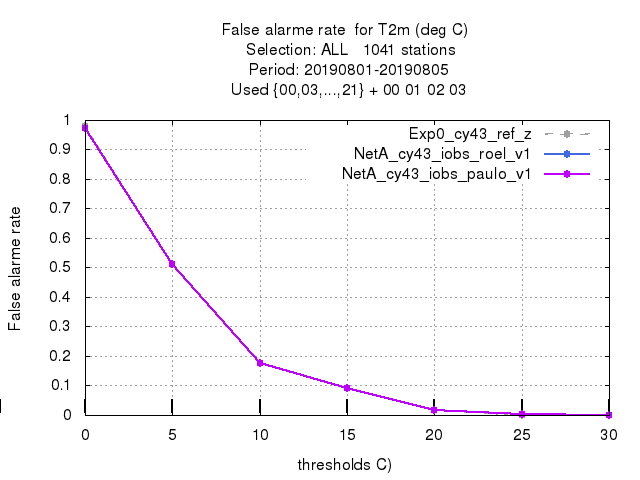 False alarme rate  for T2m (deg C)
Selection: ALL   1041 stations
Period: 20190801-20190805
Used {00,03,...,21} + 00 01 02 03
Exp0_cy43_ref_z
NetA_cy43_iobs_roel_v1
NetA_cy43_iobs_paulo_v1
False alarme rate
1
0.9
0.8
0.7
0.6
0.5
0.4
0.3
0.2
0.1
0
0 5 10 15 20 25 30
thresholds C)